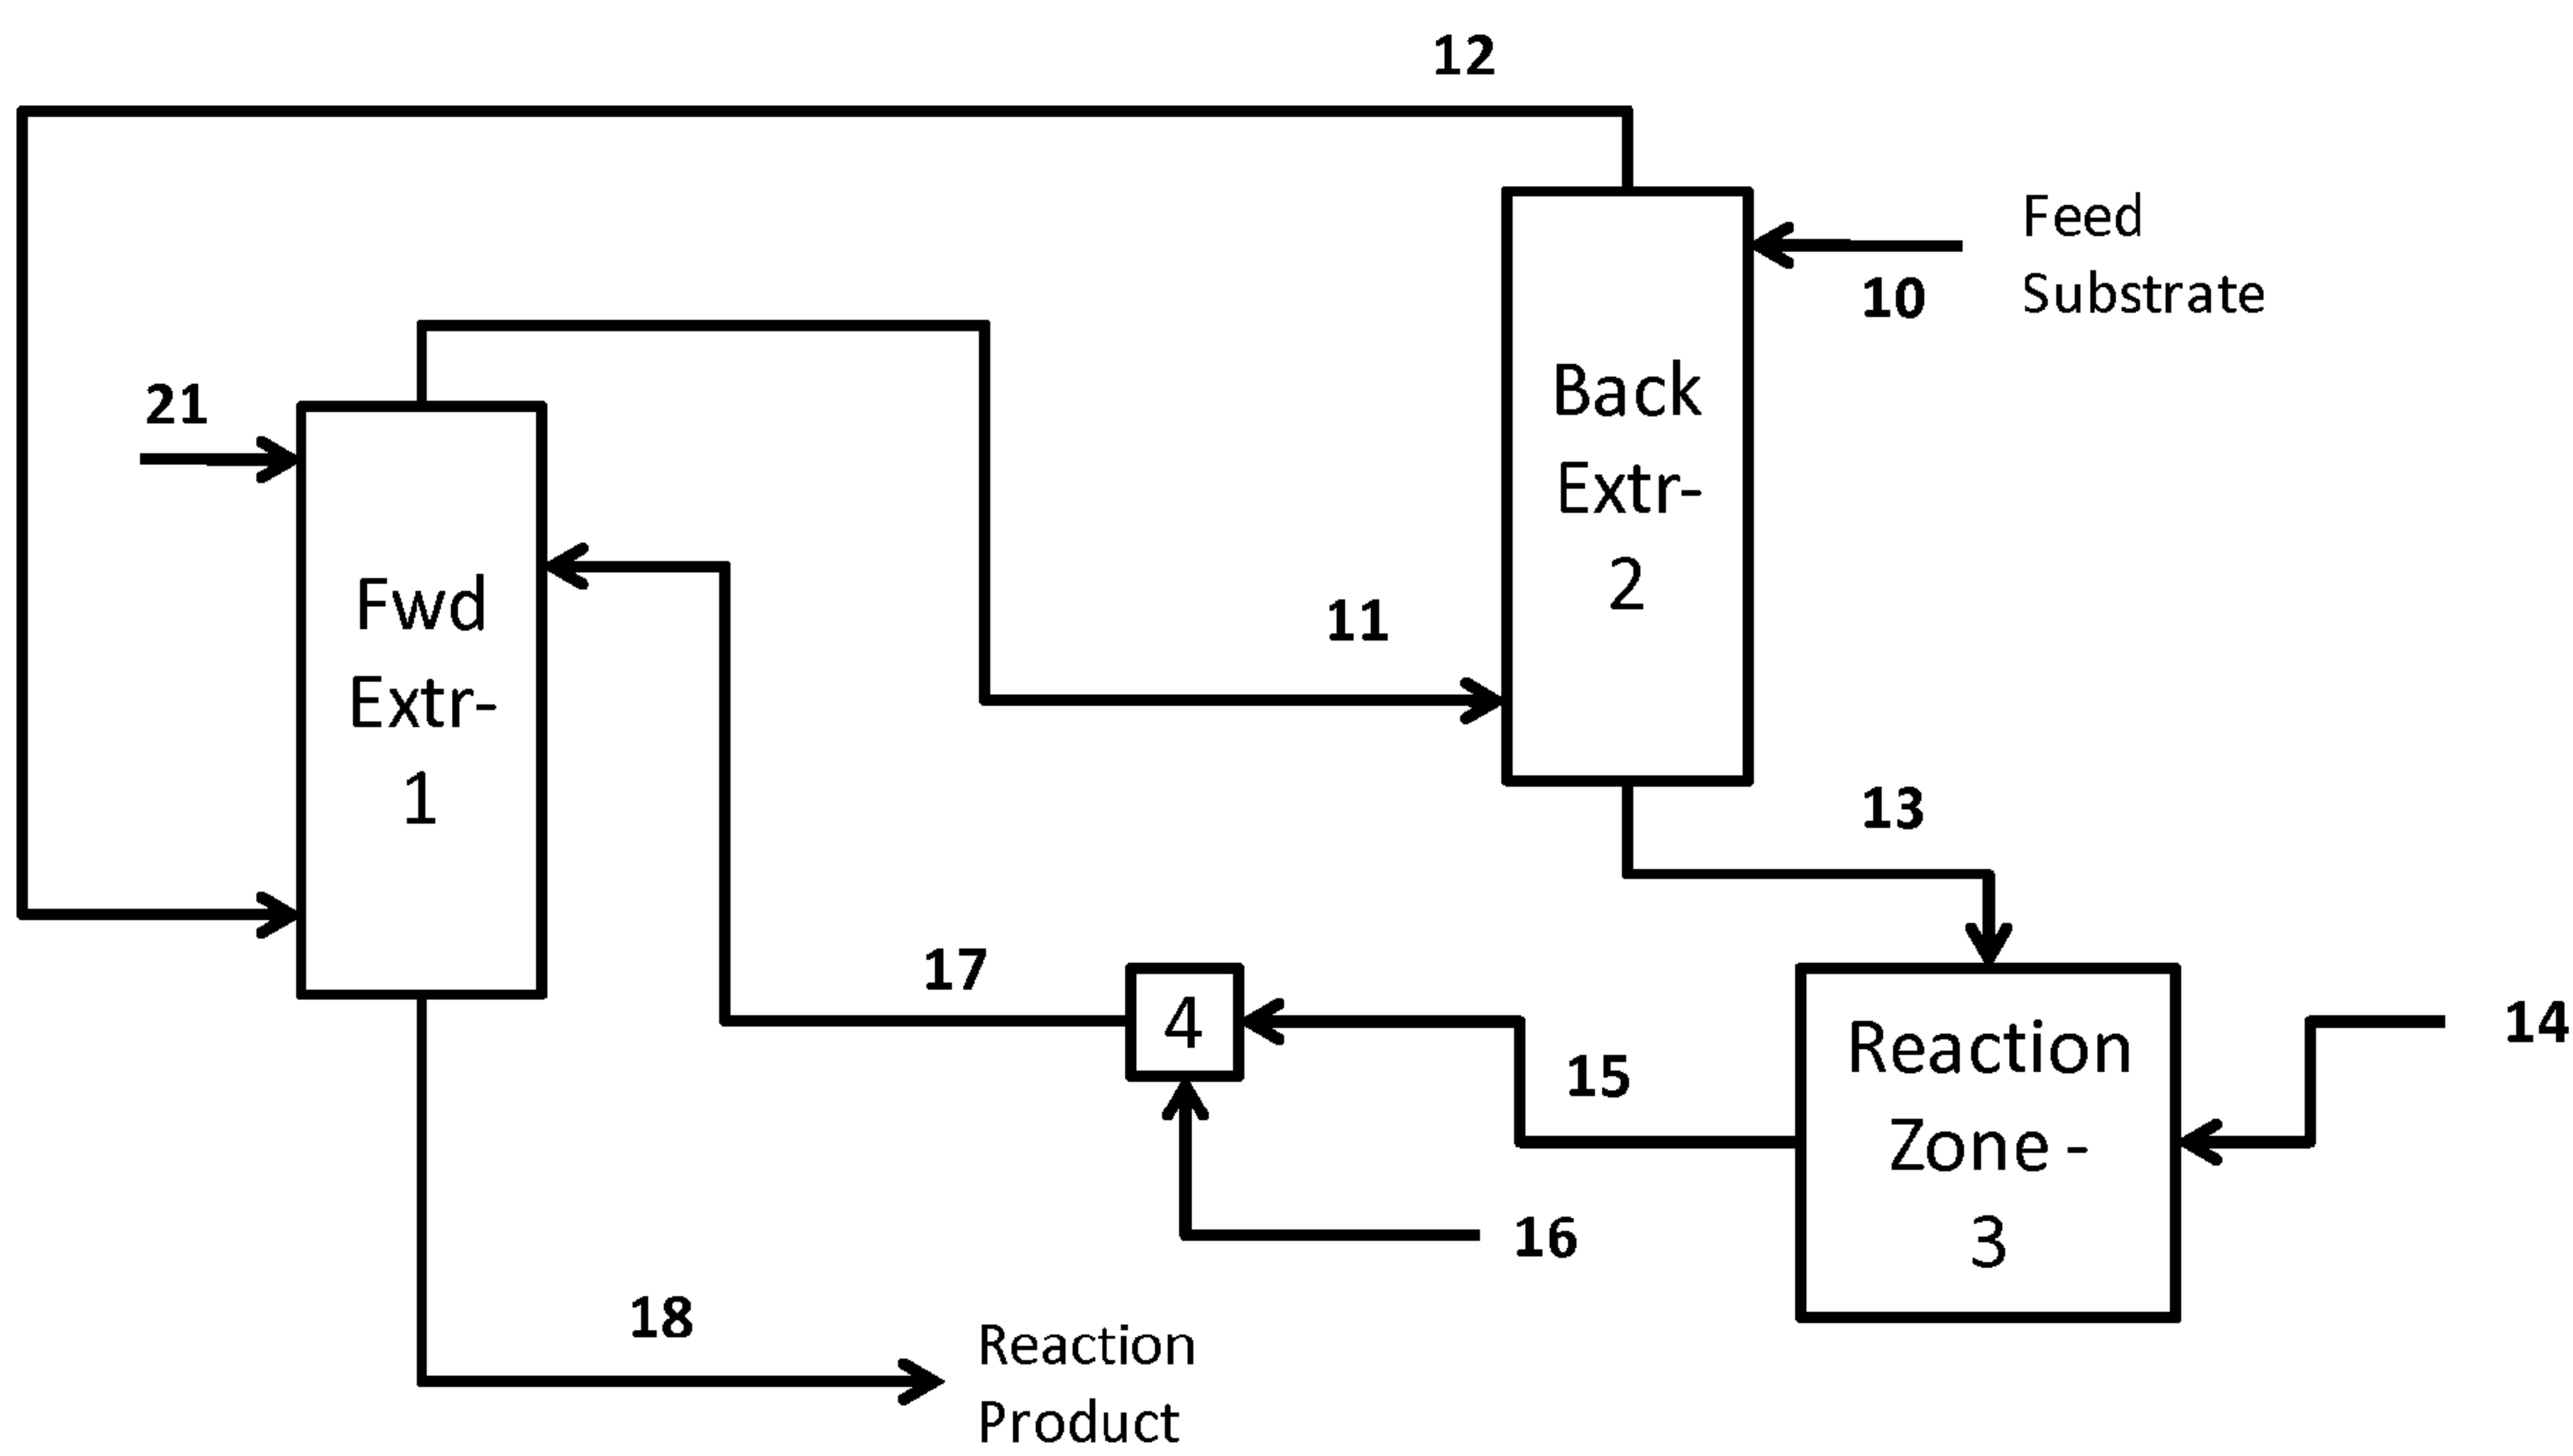 12
Feed
Substrate
10
21
Back
Extr-
2
Fwd
Extr-
1
11
13
17
4
15
14
Reaction
Zone -
3
16
18
Reaction
Product